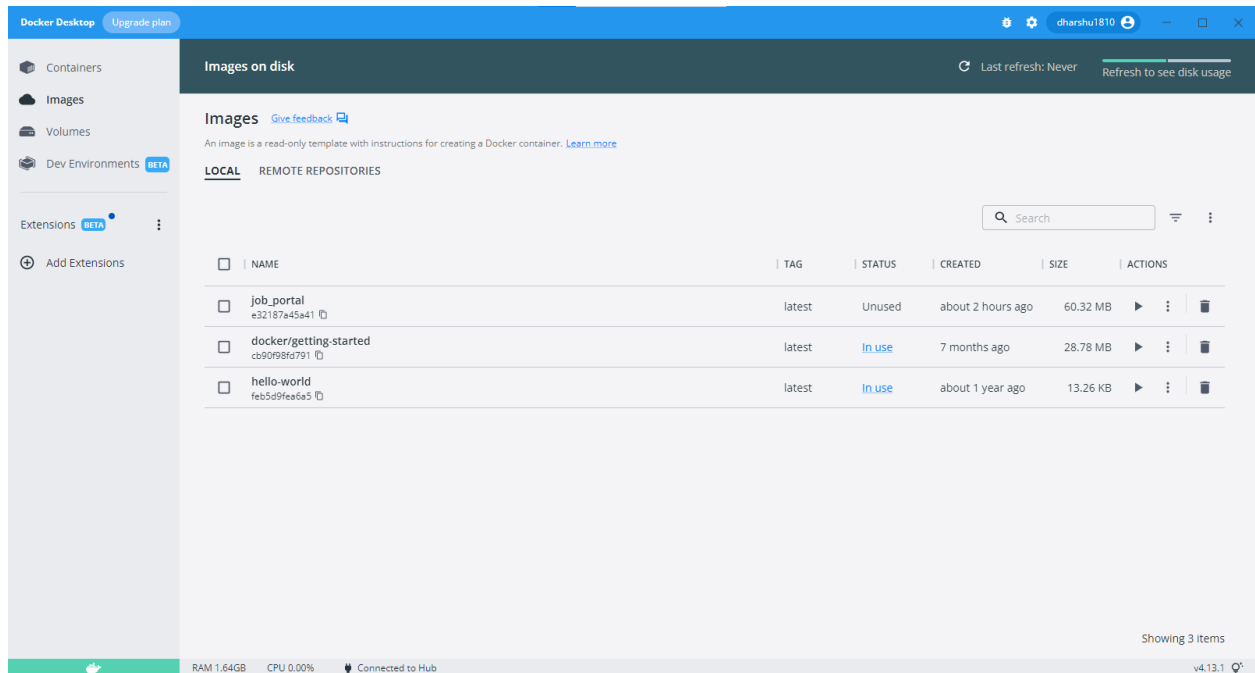 Docker Desktop Upgrade plan dharshu1810
Containers
Images
Volumes
Dev Environments BETA
Extensions BETA
Add Extensions
Images on disk Last refresh: Never Refresh to see disk usage
Images Give feedback
An image is a read-only template with instructions for creating a Docker container. Learn more
LOCAL REMOTE REPOSITORIES
Search
NAME TAG STATUS CREATED SIZE ACTIONS
job_portal latest Unused about 2 hours ago 60.32 MB
e32187a45a41
docker/getting-started latest In use 7 months ago 28.78 MB
cb90f98fd791
hello-world latest In use about 1 year ago 13.26 KB
feb5d9fea6a5
Showing 3 items
RAM 1.64GB CPU 0.00% Connected to Hub v4.13.1